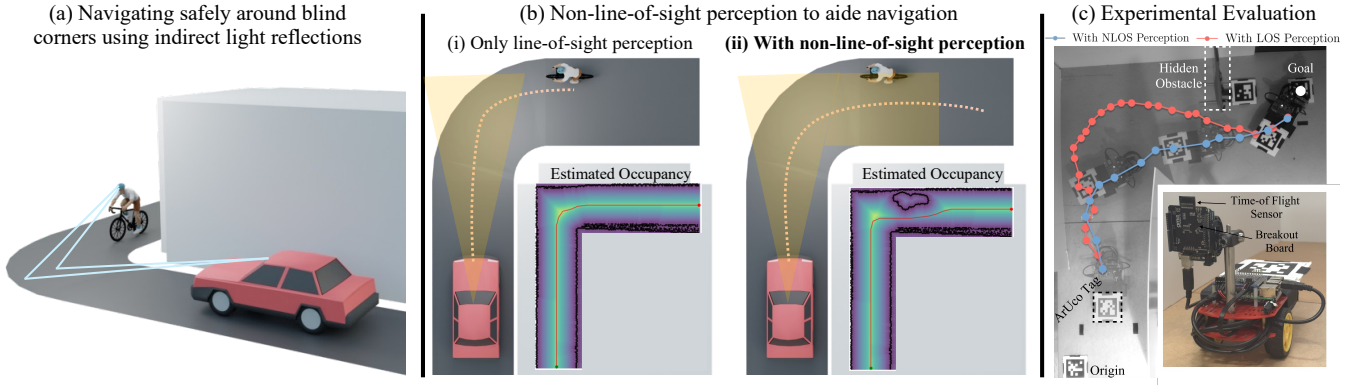 (a) Navigating safely around blind
corners using indirect light reflections
(b) Non-line-of-sight perception to aide navigation
(i) Only line-of-sight perception
(ii) With non-line-of-sight perception
Estimated Occupancy
Estimated Occupancy
(c) Experimental Evaluation
With NLOS Perception
With LOS Perception
Hidden
Obstacle
Goal
Time-of Flight
Sensor
Breakout
Board
ArUco Tag
Origin